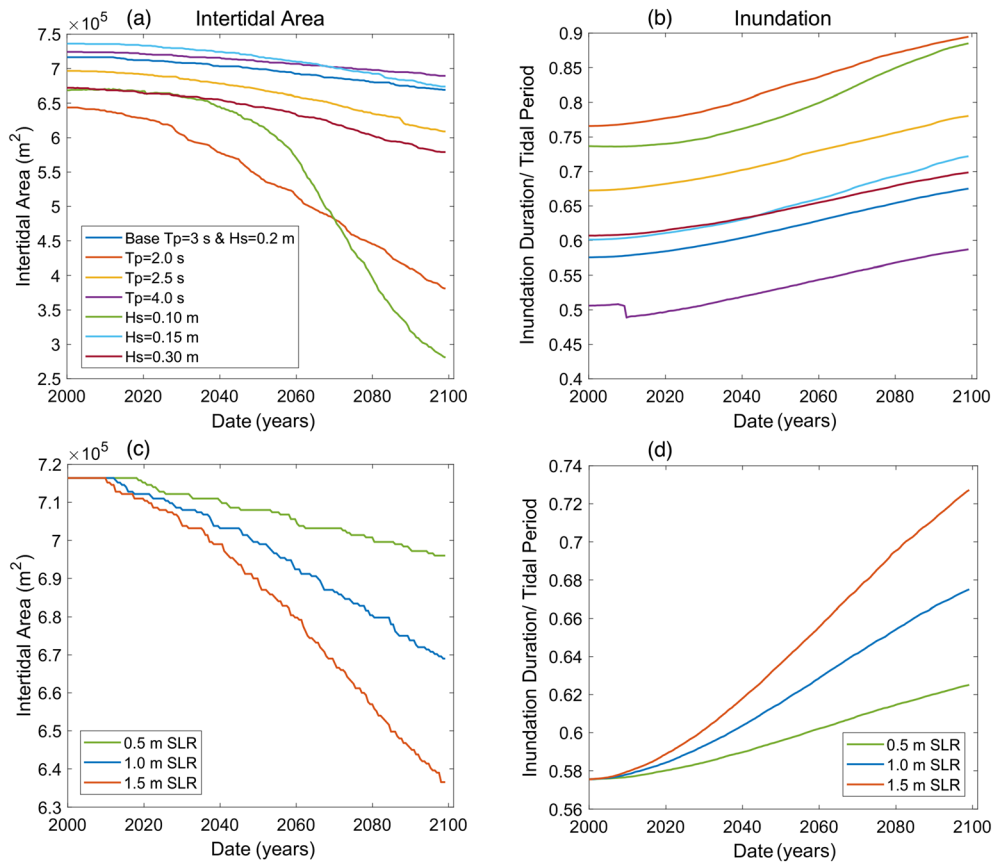 (a) Intertidal Area
×10⁵
7.5
7
6.5
6
5.5
5
4.5
4
3.5
3
2.5
Intertidal Area (m²)
Base Tp=3 s & Hs=0.2 m
Tp=2.0 s
Tp=2.5 s
Tp=4.0 s
Hs=0.10 m
Hs=0.15 m
Hs=0.30 m
2000 2020 2040 2060 2080 2100
Date (years)
(b) Inundation
0.9
0.85
0.8
0.75
0.7
0.65
0.6
0.55
0.5
0.45
0.4
Inundation Duration/ Tidal Period
2000 2020 2040 2060 2080 2100
Date (years)
(c)
×10⁵
7.2
7.1
7
6.9
6.8
6.7
6.6
6.5
6.4
6.3
Intertidal Area (m²)
0.5 m SLR
1.0 m SLR
1.5 m SLR
2000 2020 2040 2060 2080 2100
Date (years)
(d)
0.74
0.72
0.7
0.68
0.66
0.64
0.62
0.6
0.58
0.56
Inundation Duration/ Tidal Period
0.5 m SLR
1.0 m SLR
1.5 m SLR
2000 2020 2040 2060 2080 2100
Date (years)